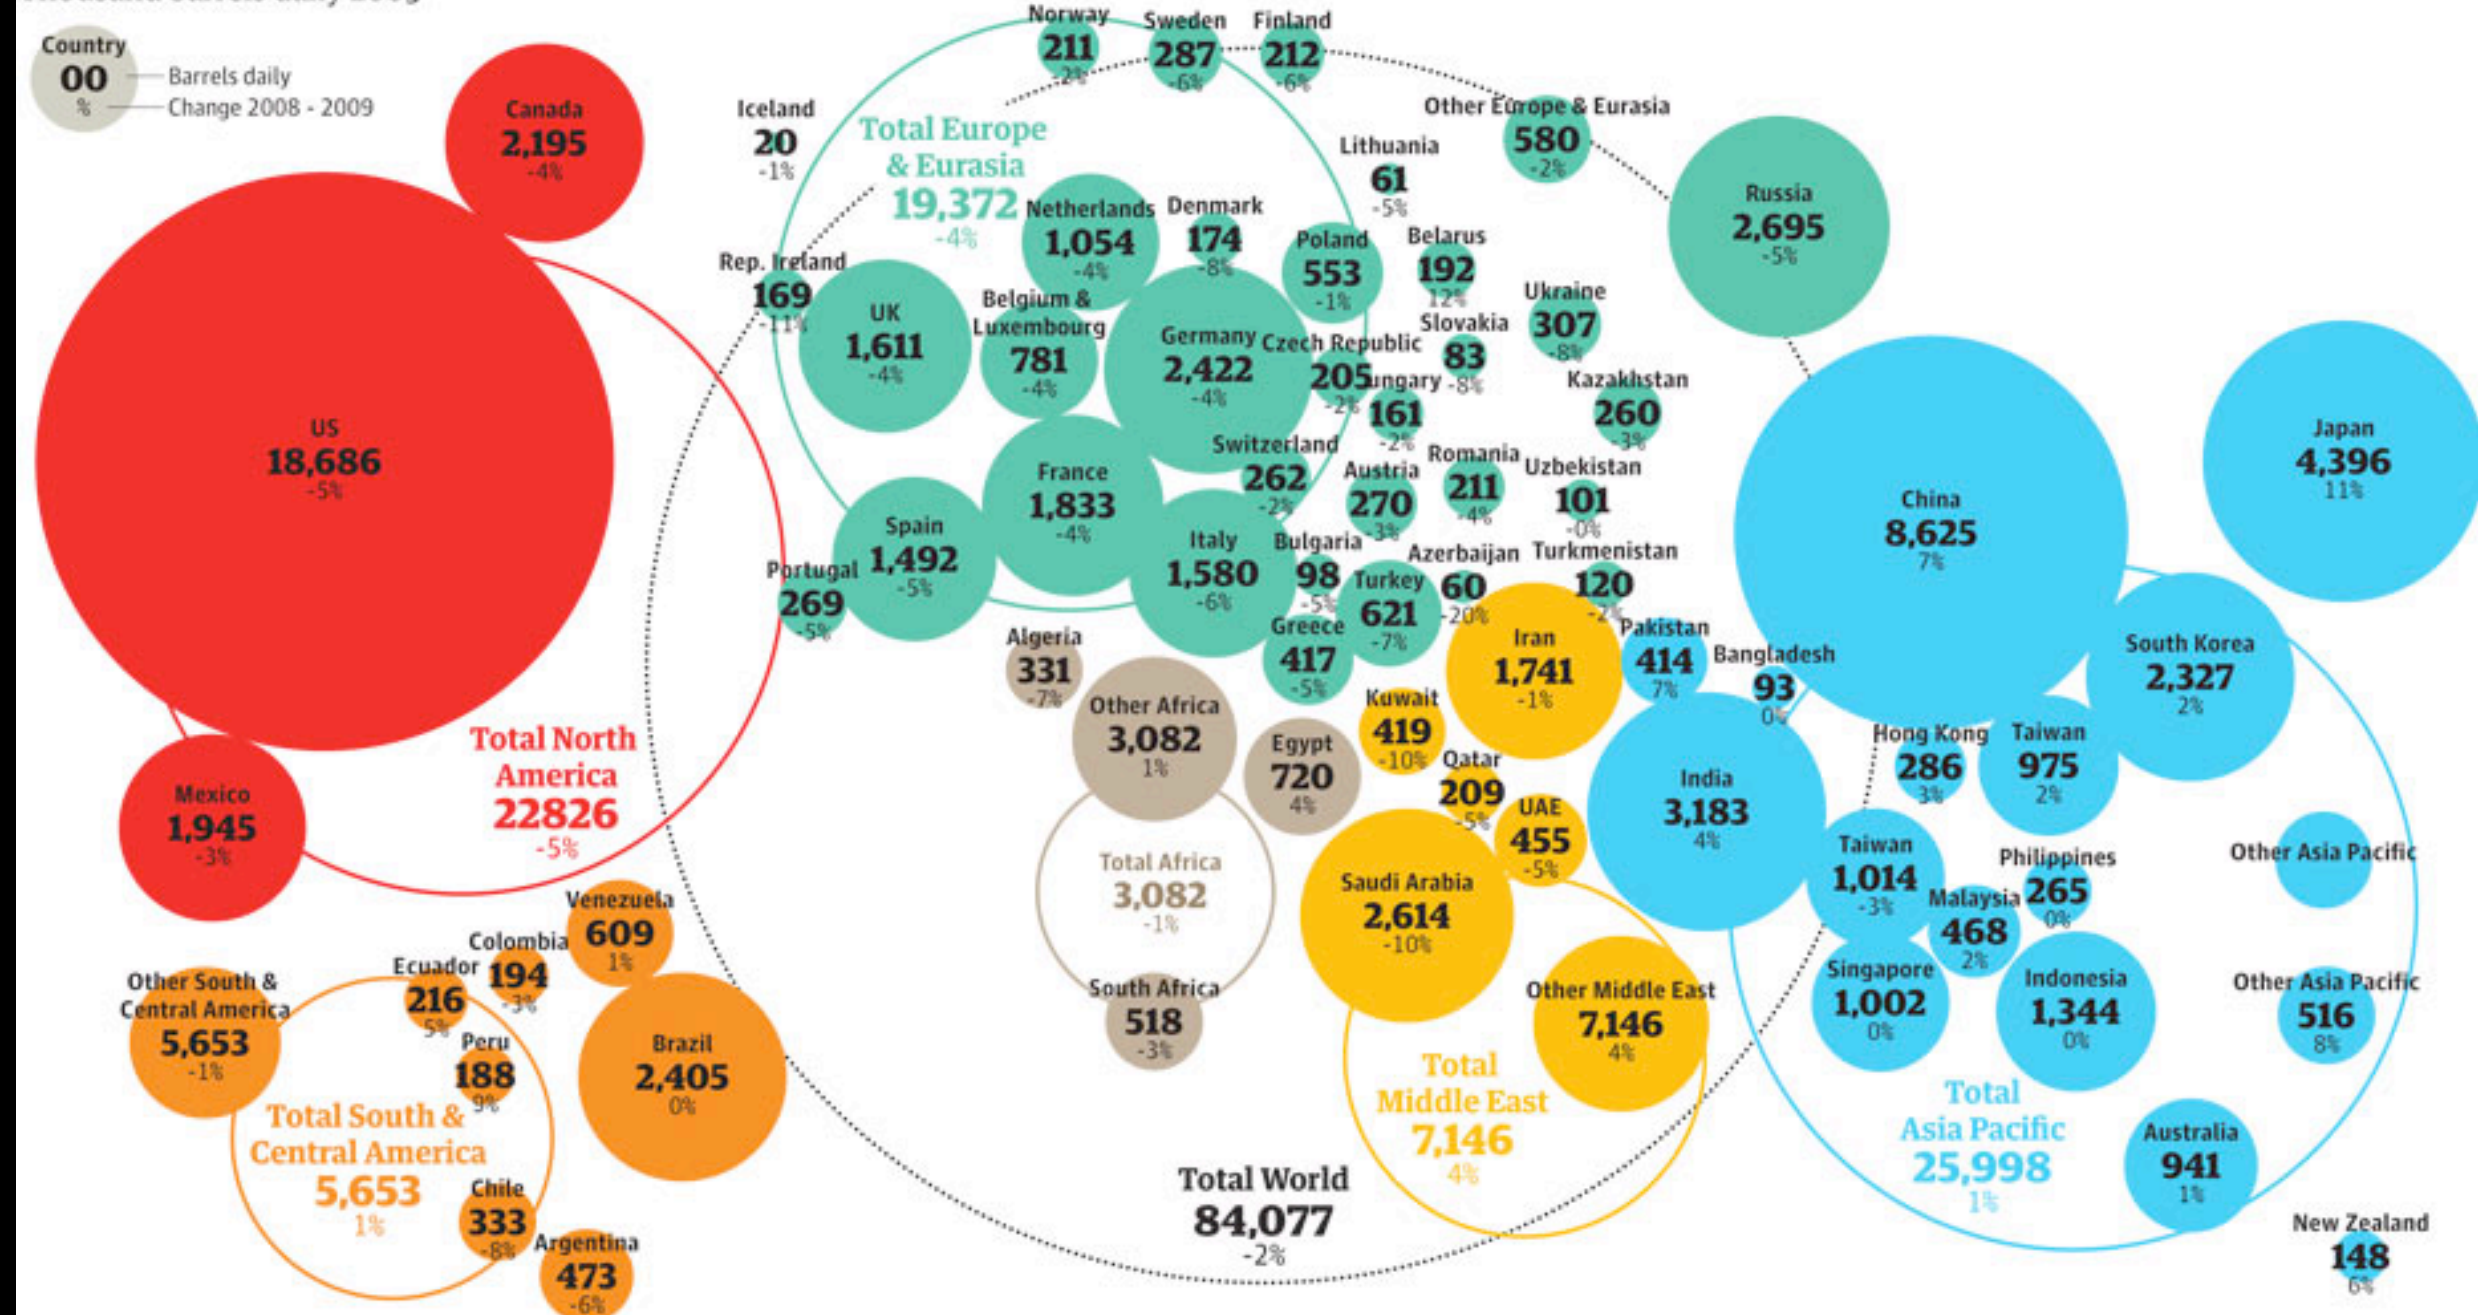 Country
00
%
Barrels daily
Change 2008 - 2009
Canada
2,195
-4%
US
18,686
-5%
Mexico
1,945
-3%
Total North
America
22826
-5%
Other South &
Central America
5,653
-1%
Ecuador
216
5%
Colombia
194
-3%
Venezuela
609
1%
Peru
188
9%
Brazil
2,405
0%
Total South &
Central America
5,653
1%
Chile
333
-8%
Argentina
473
-6%
Norway
211
-2%
Sweden
287
-6%
Finland
212
-6%
Iceland
20
-1%
Total Europe
& Eurasia
19,372
-4%
Other Europe & Eurasia
580
-2%
Lithuania
61
-5%
Russia
2,695
-5%
Netherlands
1,054
-4%
Denmark
174
-8%
Poland
553
-1%
Belarus
192
12%
Rep. Ireland
169
-11%
UK
1,611
-4%
Belgium &
Luxembourg
781
-4%
Germany
2,422
-4%
Czech Republic
205
-2%
Slovakia
83
-8%
Ukraine
307
-8%
ungary
161
-2%
Kazakhstan
260
-3%
France
1,833
-4%
Switzerland
262
-2%
Austria
270
-3%
Romania
211
-4%
Uzbekistan
101
-0%
Spain
1,492
-5%
Portugal
269
-5%
Italy
1,580
-6%
Bulgaria
98
-5%
Turkey
621
-7%
Azerbaijan
60
-20%
Turkmenistan
120
-2%
Greece
417
-5%
Algeria
331
-7%
Other Africa
3,082
1%
Egypt
720
4%
Total Africa
3,082
-1%
South Africa
518
-3%
Iran
1,741
-1%
Kuwait
419
-10%
Qatar
209
-5%
UAE
455
-5%
Saudi Arabia
2,614
-10%
Other Middle East
7,146
4%
Total
Middle East
7,146
4%
Total World
84,077
-2%
China
8,625
7%
Japan
4,396
11%
Pakistan
414
7%
Bangladesh
93
0%
South Korea
2,327
2%
India
3,183
4%
Hong Kong
286
3%
Taiwan
975
2%
Taiwan
1,014
-3%
Malaysia
468
2%
Philippines
265
0%
Other Asia Pacific
Singapore
1,002
0%
Indonesia
1,344
0%
Other Asia Pacific
516
8%
Total
Asia Pacific
25,998
1%
Australia
941
1%
New Zealand
148
6%